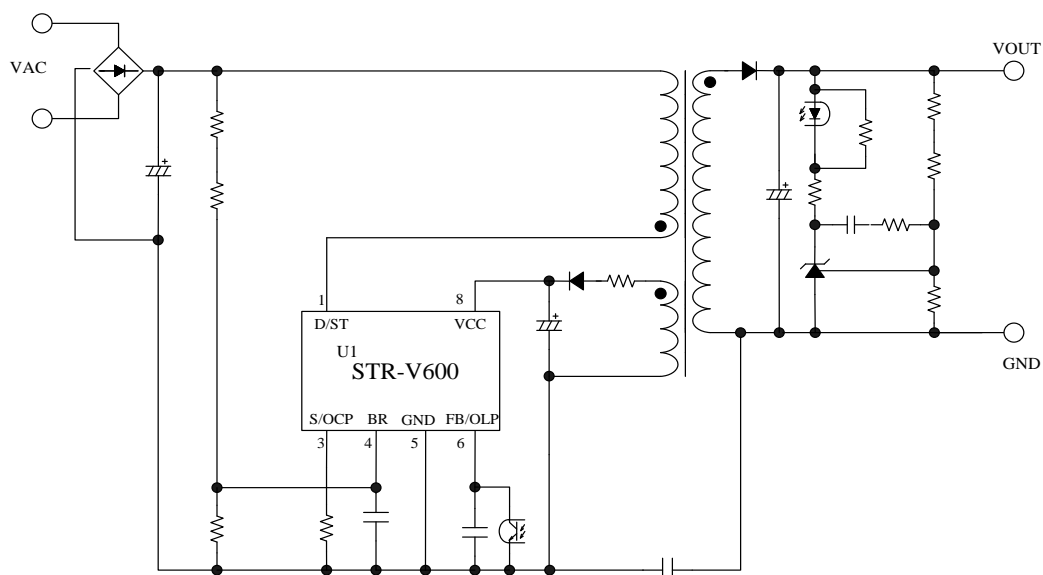 VOUT
VAC
1
8
D/ST
VCC
U1
STR-V600
GND
S/OCP BR GND FB/OLP
3 4 5 6